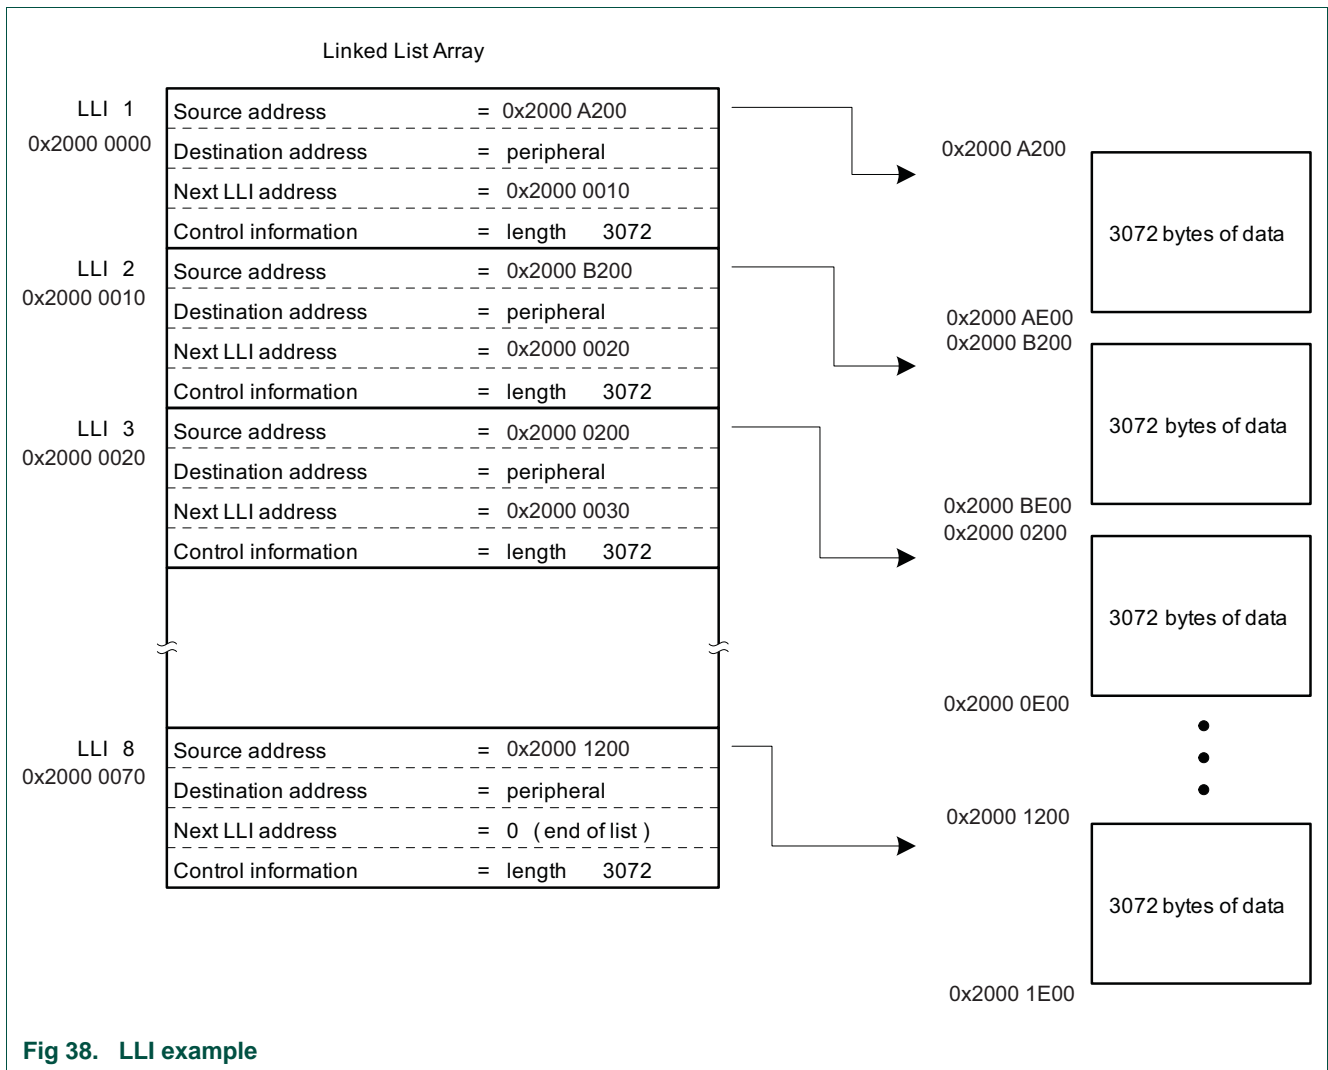 Linked List Array
LLI 1
0x2000 0000
Source address = 0x2000 A200
Destination address = peripheral
Next LLI address = 0x2000 0010
Control information = length 3072
LLI 2
0x2000 0010
Source address = 0x2000 B200
Destination address = peripheral
Next LLI address = 0x2000 0020
Control information = length 3072
LLI 3
0x2000 0020
Source address = 0x2000 0200
Destination address = peripheral
Next LLI address = 0x2000 0030
Control information = length 3072
LLI 8
0x2000 0070
Source address = 0x2000 1200
Destination address = peripheral
Next LLI address = 0 (end of list)
Control information = length 3072
0x2000 A200
3072 bytes of data
0x2000 AE00
0x2000 B200
3072 bytes of data
0x2000 BE00
0x2000 0200
3072 bytes of data
0x2000 0E00
0x2000 1200
3072 bytes of data
0x2000 1E00
Fig 38. LLI example